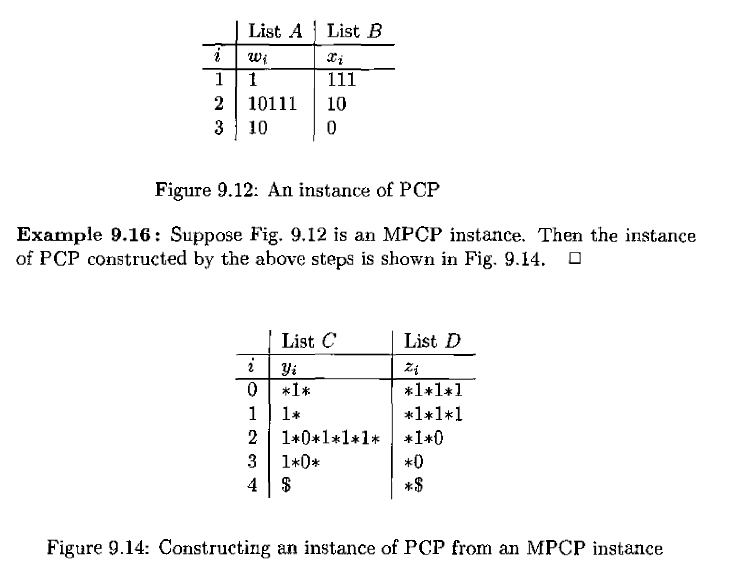 List A List B
i w_i x_i
1 1 111
2 10111 10
3 10 0
Figure 9.12: An instance of PCP
Example 9.16: Suppose Fig. 9.12 is an MPCP instance. Then the instance
of PCP constructed by the above steps is shown in Fig. 9.14. □
List C List D
i y_i z_i
0 *1* *1*1*1
1 1* *1*1*1
2 1*0*1*1*1* *1*0
3 1*0* *0
4 $ *$
Figure 9.14: Constructing an instance of PCP from an MPCP instance